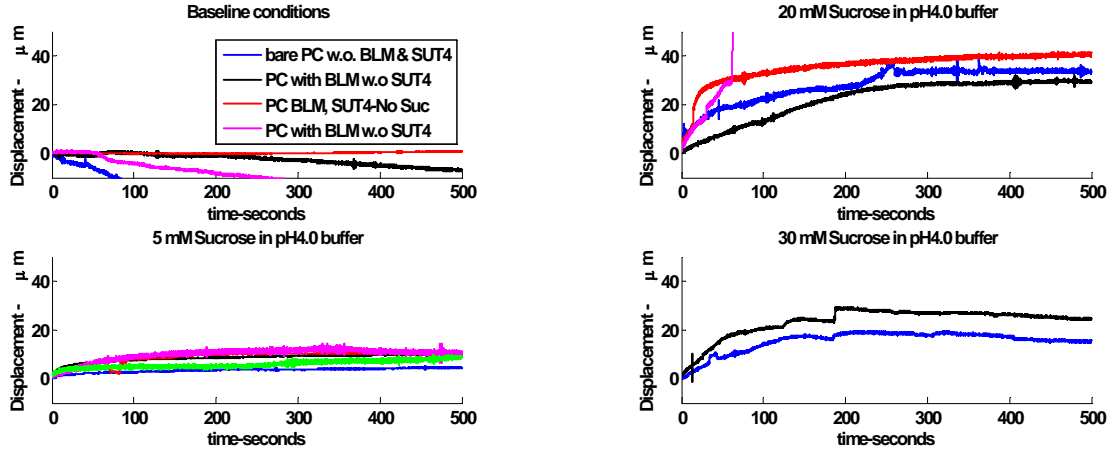 Baseline conditions
Displacement - μ m
40
20
0
bare PC w.o. BLM & SUT4
PC with BLM w.o SUT4
PC BLM, SUT4-No Suc
PC with BLM w.o SUT4
0 100 200 300 400 500
time-seconds
20 mM Sucrose in pH4.0 buffer
Displacement - μ m
40
20
0
0 100 200 300 400 500
time-seconds
5 mM Sucrose in pH4.0 buffer
Displacement - μ m
40
20
0
0 100 200 300 400 500
time-seconds
30 mM Sucrose in pH4.0 buffer
Displacement - μ m
40
20
0
0 100 200 300 400 500
time-seconds